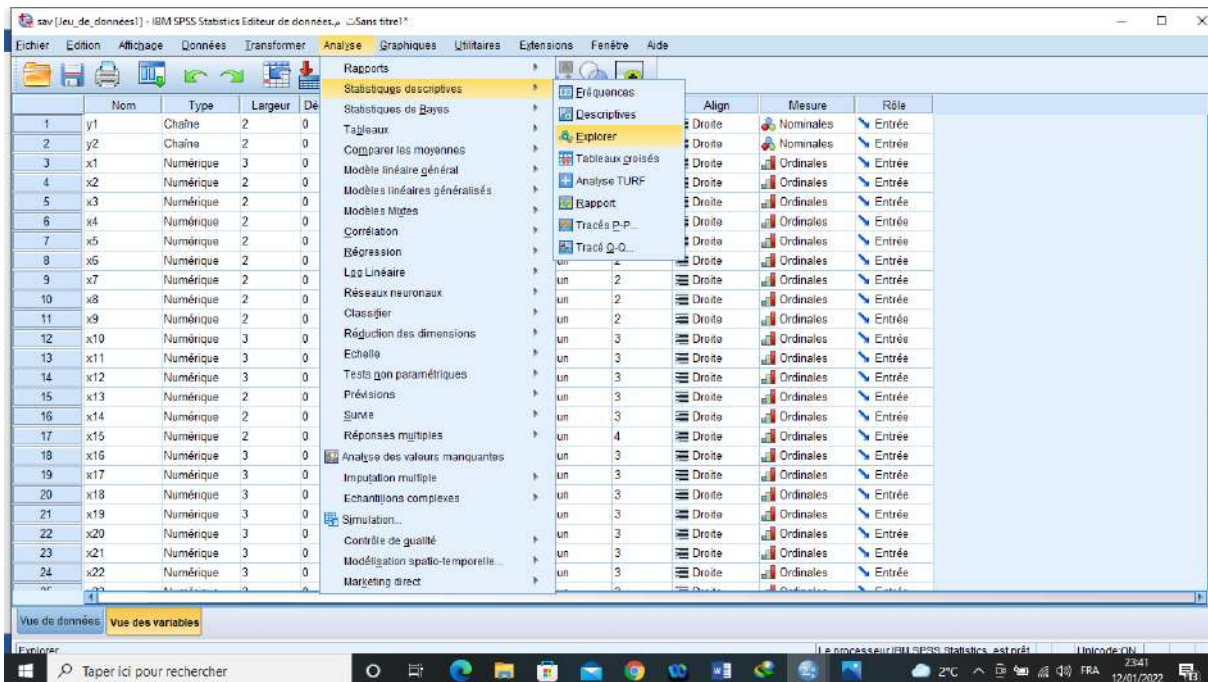 sav [Jeu_de_données1] - IBM SPSS Statistics Editeur de données.
Fichier Edition Affichage Données Transformer Analyse Graphiques Utilitaires Extensions Fenêtre Aide
Rapports
Statistiques descriptives
Statistiques de Bayes
Tableaux
Comparer les moyennes
Modèle linéaire général
Modèles linéaires généralisés
Modèles Mixtes
Corrélation
Régression
Log Linéaire
Réseaux neuronaux
Classifier
Réduction des dimensions
Echelle
Tests non paramétriques
Prévisions
Survie
Réponses multiples
Analyse des valeurs manquantes
Imputation multiple
Echantillons complexes
Simulation...
Contrôle de qualité
Modélisation spatio-temporelle...
Marketing direct
Fréquences
Descriptives
Explorer
Tableaux croisés
Analyse TURF
Rapport
Tracés P-P...
Tracé Q-Q...
Nom Type Largeur Dé Align Mesure Rôle
1 y1 Chaîne 2 0 Droite Nominales Entrée
2 y2 Chaîne 2 0 Droite Nominales Entrée
3 x1 Numérique 3 0 Droite Ordinales Entrée
4 x2 Numérique 2 0 Droite Ordinales Entrée
5 x3 Numérique 2 0 Droite Ordinales Entrée
6 x4 Numérique 2 0 Droite Ordinales Entrée
7 x5 Numérique 2 0 Droite Ordinales Entrée
8 x6 Numérique 2 0 un 2 Droite Ordinales Entrée
9 x7 Numérique 2 0 un 2 Droite Ordinales Entrée
10 x8 Numérique 2 0 un 2 Droite Ordinales Entrée
11 x9 Numérique 2 0 un 2 Droite Ordinales Entrée
12 x10 Numérique 3 0 un 3 Droite Ordinales Entrée
13 x11 Numérique 3 0 un 3 Droite Ordinales Entrée
14 x12 Numérique 3 0 un 3 Droite Ordinales Entrée
15 x13 Numérique 2 0 un 3 Droite Ordinales Entrée
16 x14 Numérique 2 0 un 3 Droite Ordinales Entrée
17 x15 Numérique 2 0 un 4 Droite Ordinales Entrée
18 x16 Numérique 3 0 un 3 Droite Ordinales Entrée
19 x17 Numérique 3 0 un 3 Droite Ordinales Entrée
20 x18 Numérique 3 0 un 3 Droite Ordinales Entrée
21 x19 Numérique 3 0 un 3 Droite Ordinales Entrée
22 x20 Numérique 3 0 un 3 Droite Ordinales Entrée
23 x21 Numérique 3 0 un 3 Droite Ordinales Entrée
24 x22 Numérique 3 0 un 3 Droite Ordinales Entrée
Vue de données Vue des variables
Explorer Le processeur IBM SPSS Statistics est prêt Unicode:ON
Taper ici pour rechercher 2°C FRA 23:41
12/01/2022